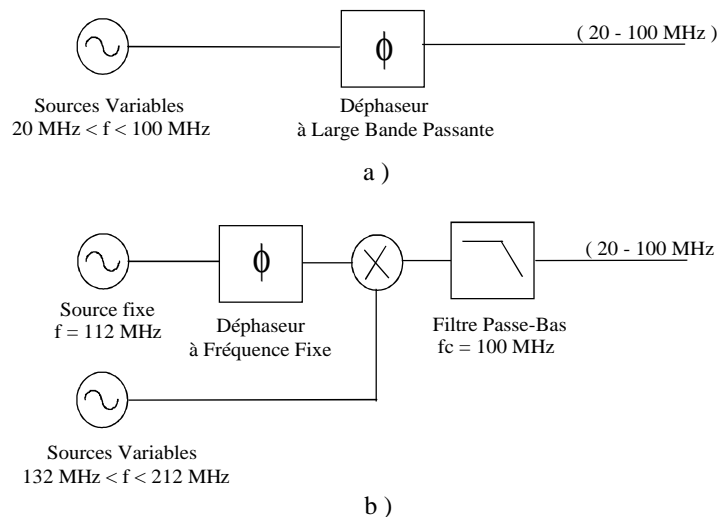 ( 20 - 100 MHz )
ϕ
Sources Variables
20 MHz < f < 100 MHz
Déphaseur
à Large Bande Passante
a )
( 20 - 100 MHz
ϕ
Source fixe
f = 112 MHz
Déphaseur
à Fréquence Fixe
Filtre Passe-Bas
fc = 100 MHz
Sources Variables
132 MHz < f < 212 MHz
b )